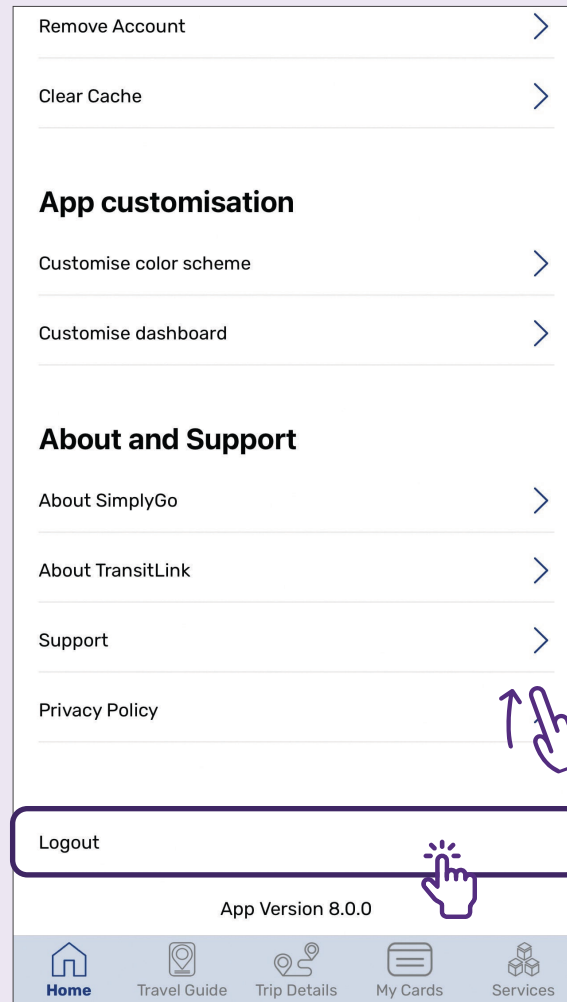 Remove Account
Clear Cache
App customisation
Customise color scheme
Customise dashboard
About and Support
About SimplyGo
About TransitLink
Support
Privacy Policy
Logout
App Version 8.0.0
Home Travel Guide Trip Details My Cards Services